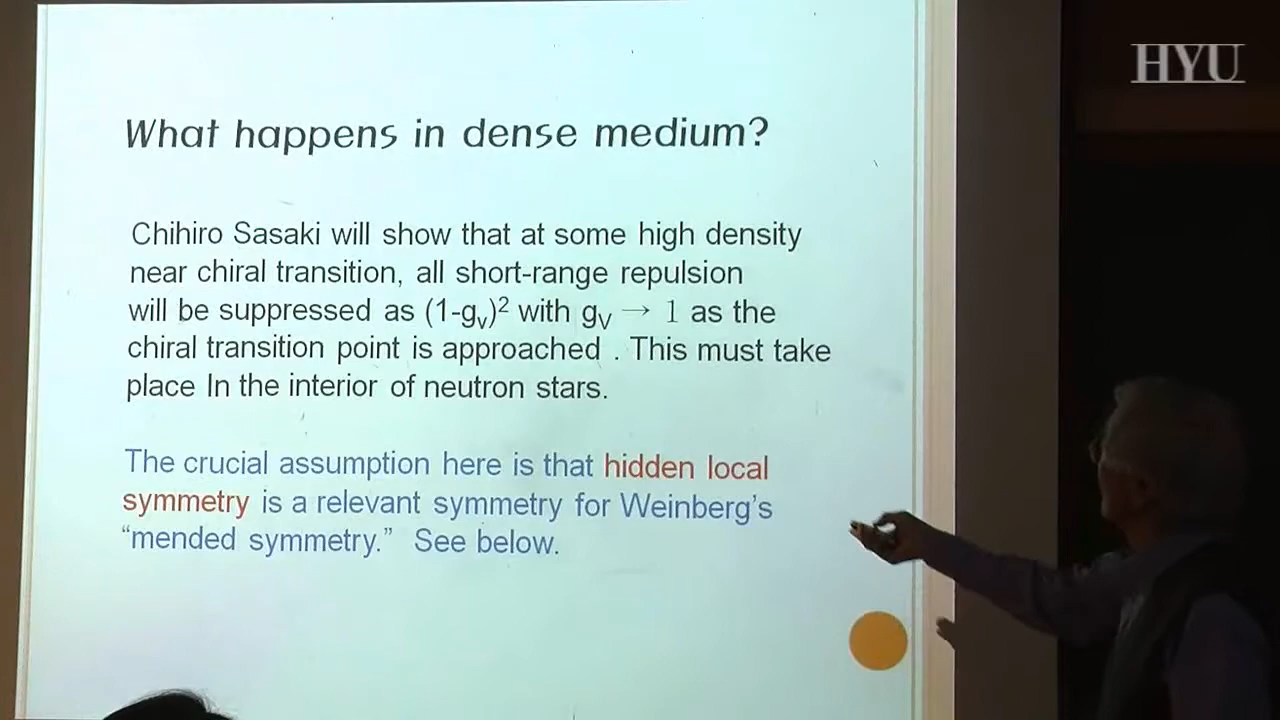 HYU
What happens in dense medium?
Chihiro Sasaki will show that at some high density
near chiral transition, all short-range repulsion
will be suppressed as (1-gᵥ)² with g_V → 1 as the
chiral transition point is approached . This must take
place In the interior of neutron stars.
The crucial assumption here is that hidden local
symmetry is a relevant symmetry for Weinberg’s
“mended symmetry.” See below.